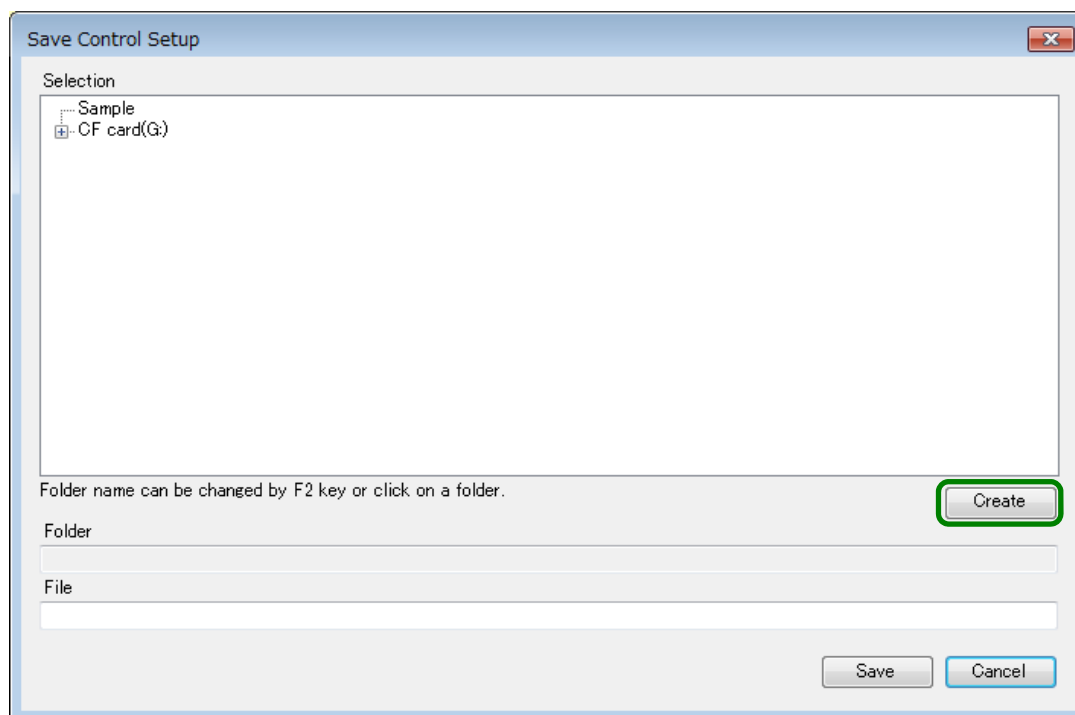 Save Control Setup
Selection
Sample
CF card(G:)
Folder name can be changed by F2 key or click on a folder.
Create
Folder
File
Save Cancel